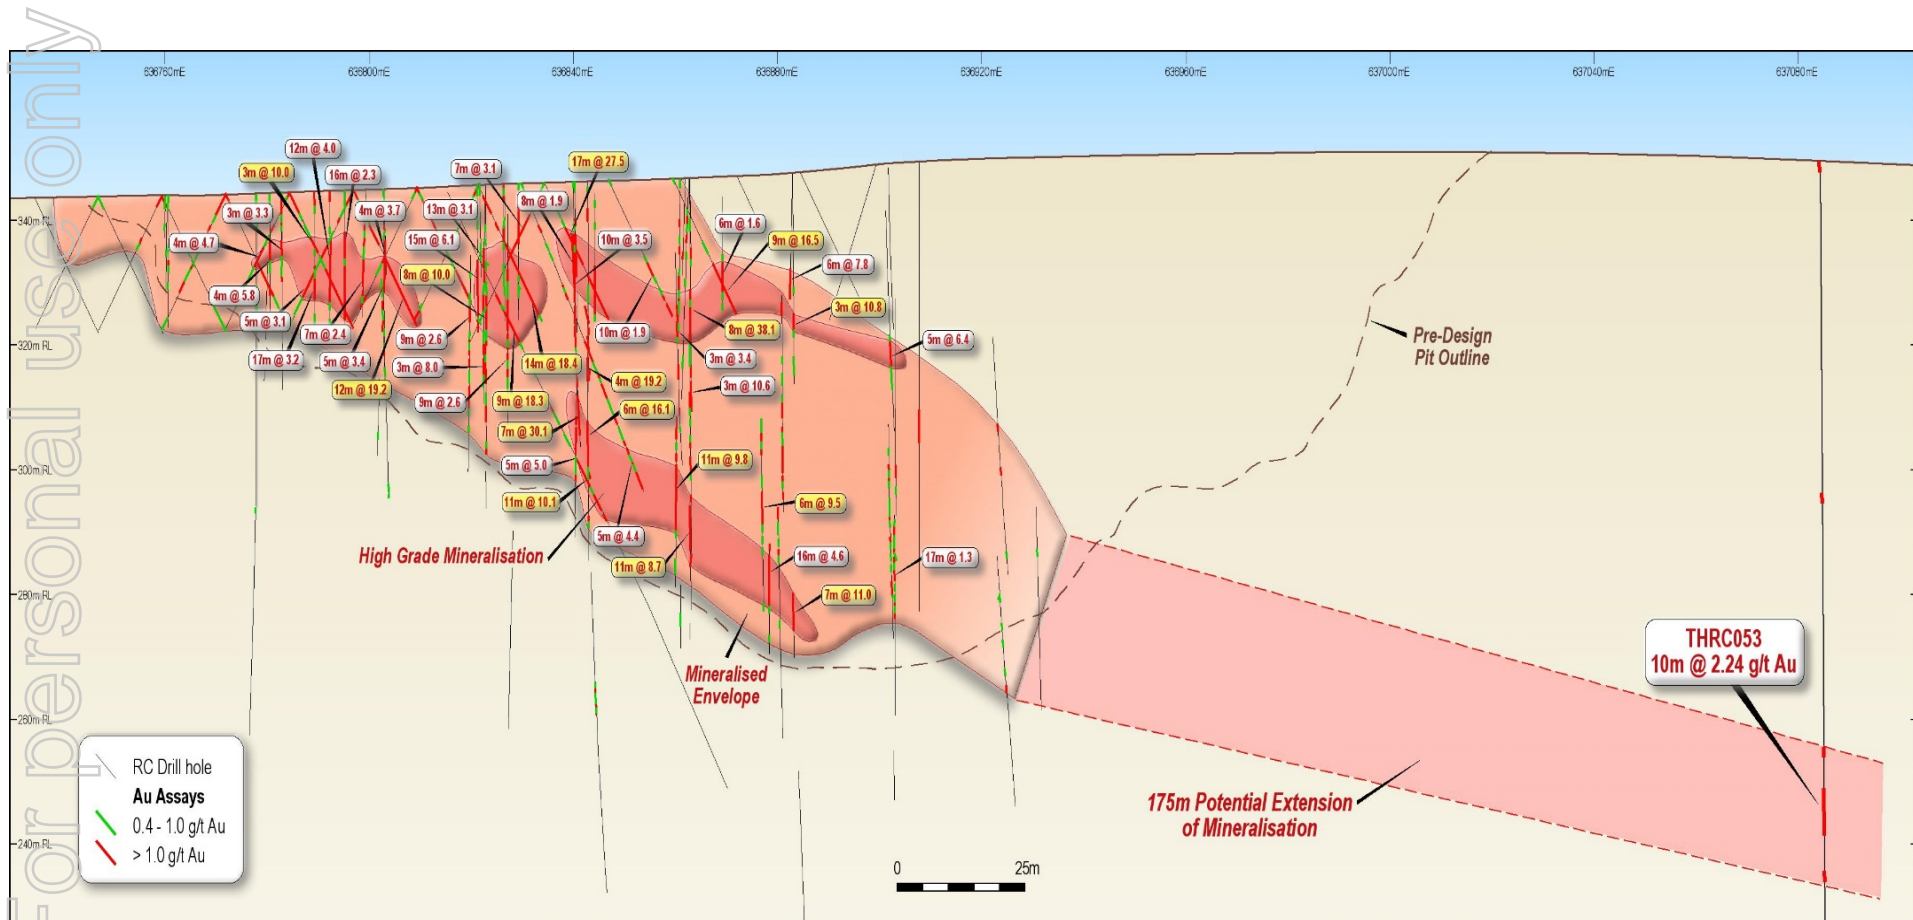 For personal use only
636760mE
636800mE
636840mE
636880mE
636920mE
636960mE
637000mE
637040mE
637080mE
12m @ 4.0
3m @ 10.0
16m @ 2.3
7m @ 3.1
17m @ 27.5
3m @ 3.3
4m @ 3.7
13m @ 3.1
8m @ 1.9
340m RL
4m @ 4.7
15m @ 6.1
10m @ 3.5
6m @ 1.6
9m @ 16.5
8m @ 10.0
6m @ 7.8
4m @ 5.8
5m @ 3.1
7m @ 2.4
9m @ 2.6
10m @ 1.9
8m @ 38.1
3m @ 10.8
320m RL
17m @ 3.2
5m @ 3.4
3m @ 8.0
14m @ 18.4
3m @ 3.4
5m @ 6.4
Pre-Design
Pit Outline
12m @ 19.2
9m @ 2.6
9m @ 18.3
4m @ 19.2
3m @ 10.6
6m @ 16.1
7m @ 30.1
300m RL
5m @ 5.0
11m @ 9.8
11m @ 10.1
6m @ 9.5
5m @ 4.4
High Grade Mineralisation
11m @ 8.7
16m @ 4.6
17m @ 1.3
280m RL
7m @ 11.0
Mineralised
Envelope
THRC053
10m @ 2.24 g/t Au
260m RL
175m Potential Extension
of Mineralisation
240m RL
RC Drill hole
Au Assays
0.4 - 1.0 g/t Au
> 1.0 g/t Au
0 25m